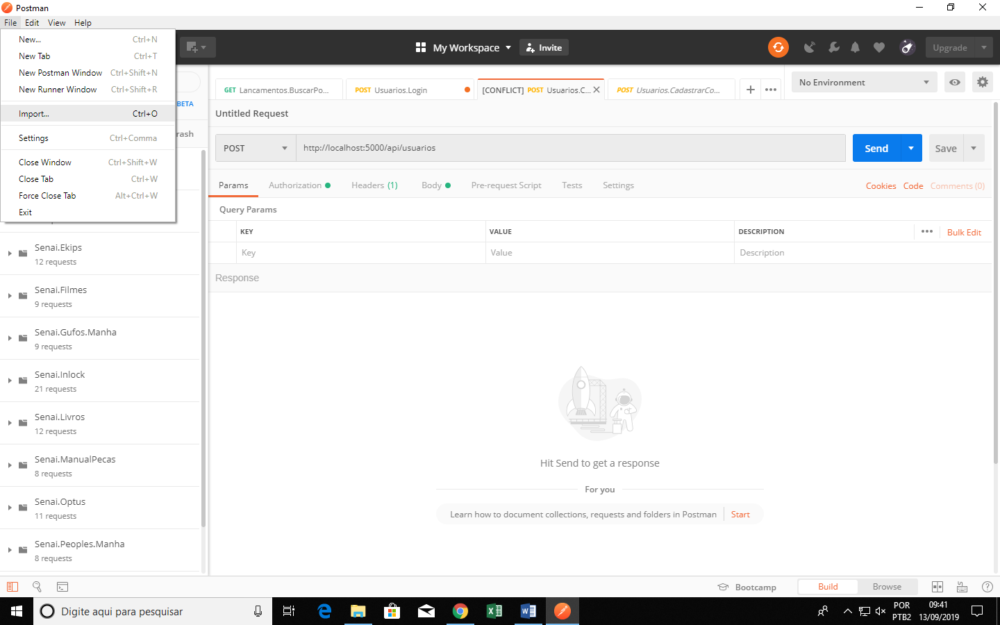 Postman
File Edit View Help
New... Ctrl+N
New Tab Ctrl+T
New Postman Window Ctrl+Shift+N
New Runner Window Ctrl+Shift+R
Import... Ctrl+O
Settings Ctrl+Comma
Close Window Ctrl+Shift+W
Close Tab Ctrl+W
Force Close Tab Alt+Ctrl+W
Exit
My Workspace Invite Upgrade
BETA
rash
GET Lancamentos.BuscarPo... POST Usuarios.Login [CONFLICT] POST Usuarios.C... POST Usuarios.CadastrarCo... No Environment
Untitled Request
POST http://localhost:5000/api/usuarios Send Save
Params Authorization Headers (1) Body Pre-request Script Tests Settings Cookies Code Comments (0)
Query Params
KEY VALUE DESCRIPTION Bulk Edit
Key Value Description
Response
Senai.Ekips
12 requests
Senai.Filmes
9 requests
Senai.Gufos.Manha
9 requests
Senai.Inlock
21 requests
Senai.Livros
12 requests
Senai.ManualPecas
8 requests
Senai.Optus
11 requests
Senai.Peoples.Manha
8 requests
Hit Send to get a response
For you
Learn how to document collections, requests and folders in Postman Start
Bootcamp Build Browse
Digite aqui para pesquisar
POR
PTB2
09:41
13/09/2019